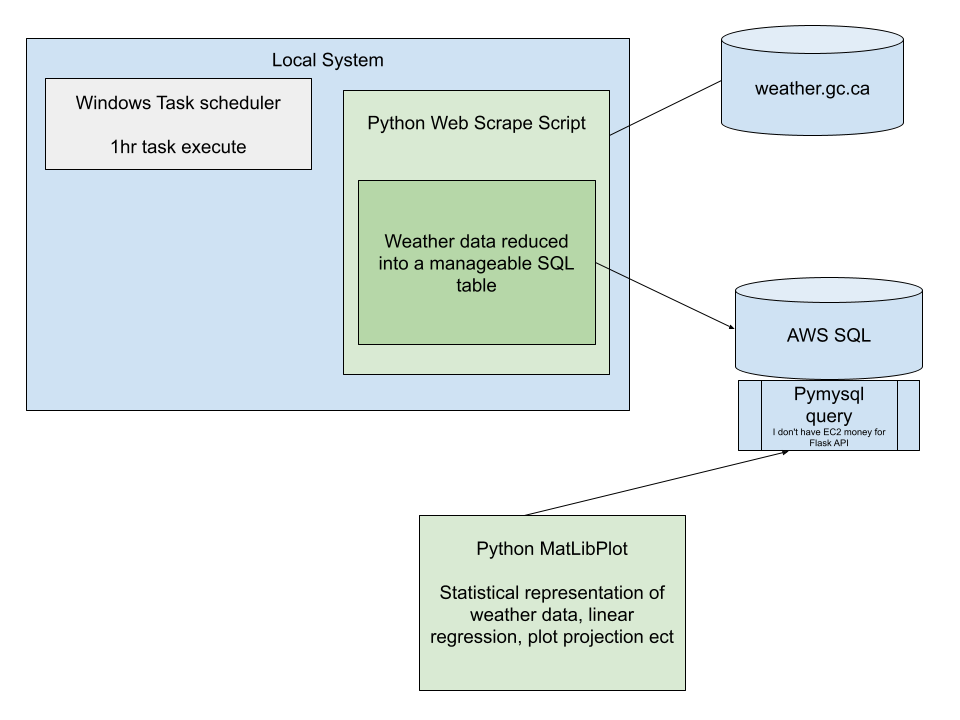 Local System
Windows Task scheduler
1hr task execute
Python Web Scrape Script
Weather data reduced
into a manageable SQL
table
weather.gc.ca
AWS SQL
Pymysql
query
I don't have EC2 money for
Flask API
Python MatLibPlot
Statistical representation of
weather data, linear
regression, plot projection ect